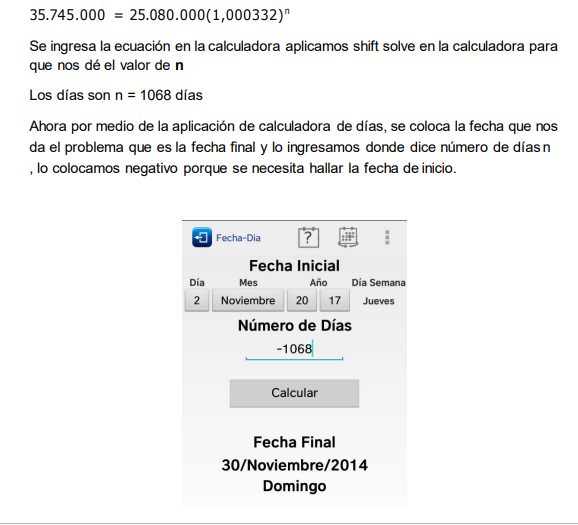 35.745.000 = 25.080.000(1,000332)ⁿ
Se ingresa la ecuación en la calculadora aplicamos shift solve en la calculadora para
que nos dé el valor de n
Los días son n = 1068 días
Ahora por medio de la aplicación de calculadora de días, se coloca la fecha que nos
da el problema que es la fecha final y lo ingresamos donde dice número de días n
, lo colocamos negativo porque se necesita hallar la fecha de inicio.
Fecha-Dia
?
Fecha Inicial
Día Mes Año Día Semana
2 Noviembre 20 17 Jueves
Número de Días
-1068
Calcular
Fecha Final
30/Noviembre/2014
Domingo